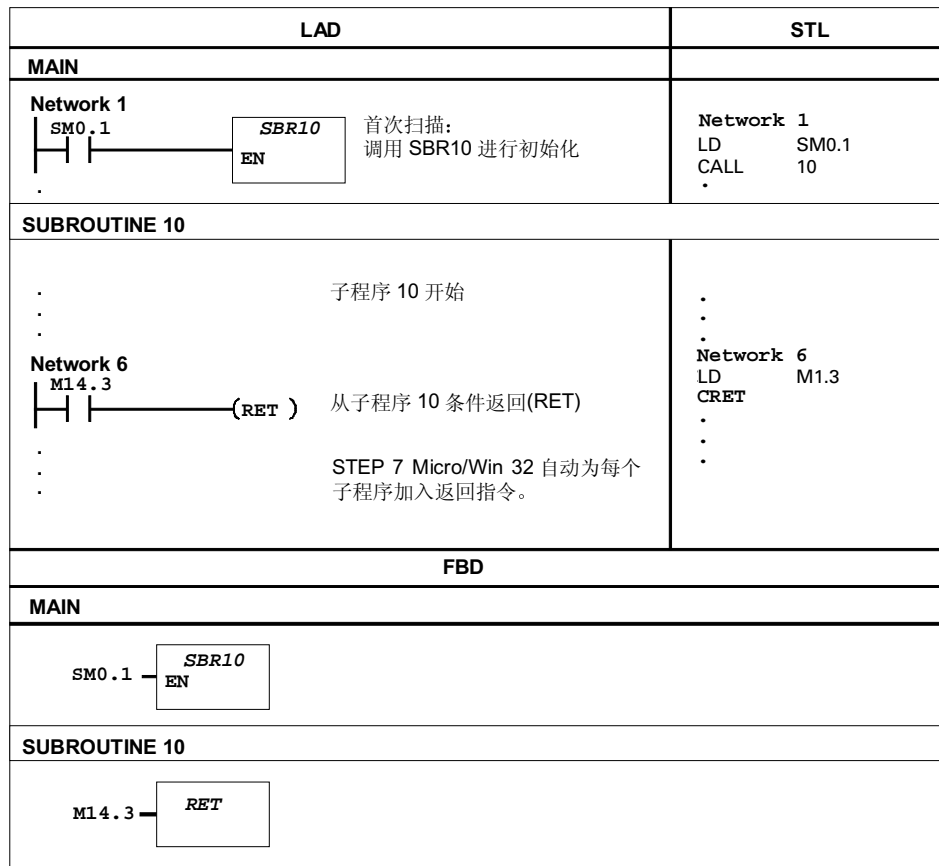 LAD STL
MAIN
Network 1
SM0.1
SBR10
EN
首次扫描：
调用 SBR10 进行初始化
Network 1
LD SM0.1
CALL 10
SUBROUTINE 10
子程序 10 开始
Network 6
M14.3
(RET )
从子程序 10 条件返回(RET)
STEP 7 Micro/Win 32 自动为每个
子程序加入返回指令。
Network 6
LD M1.3
CRET
FBD
MAIN
SM0.1
SBR10
EN
SUBROUTINE 10
M14.3
RET